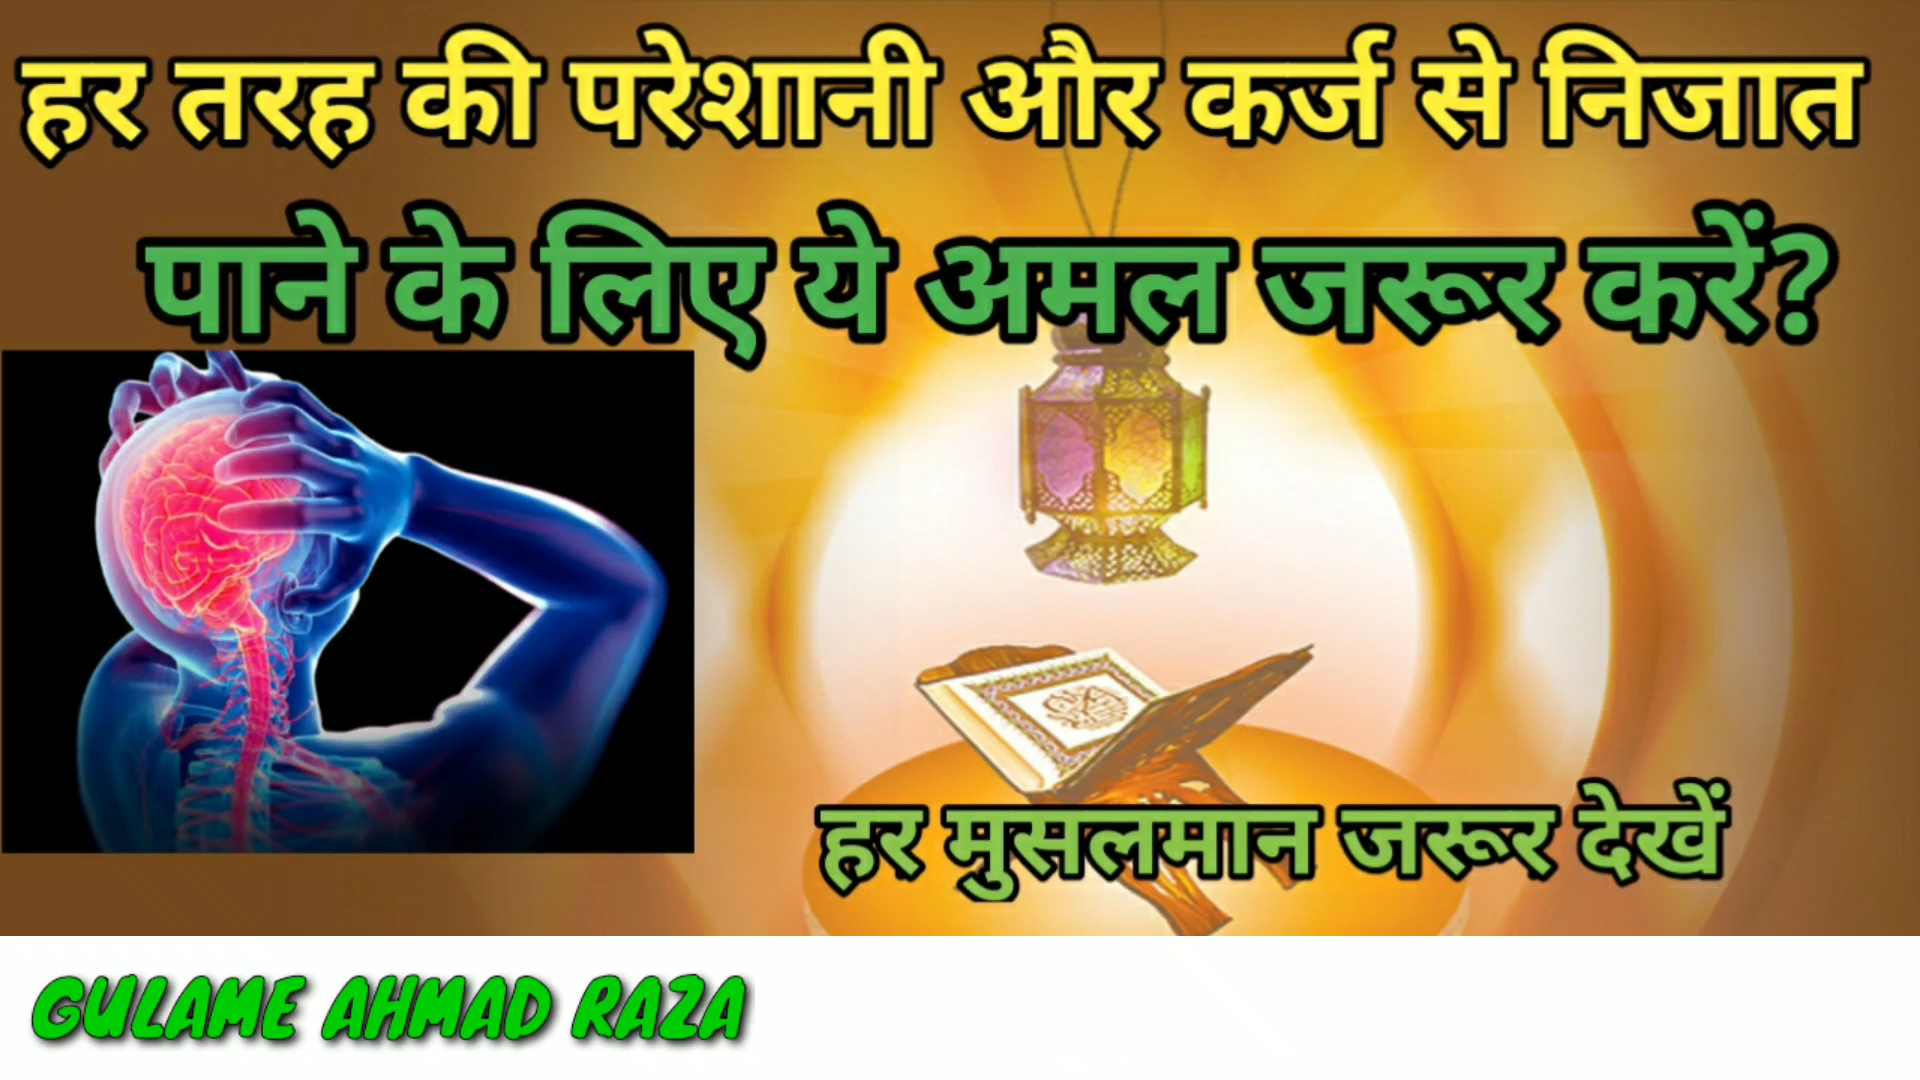 हर तरह की परेशानी और कर्ज से निजात
पाने के लिए ये अमल जरूर करें?
हर मुसलमान जरूर देखें
GULAME AHMAD RAZA